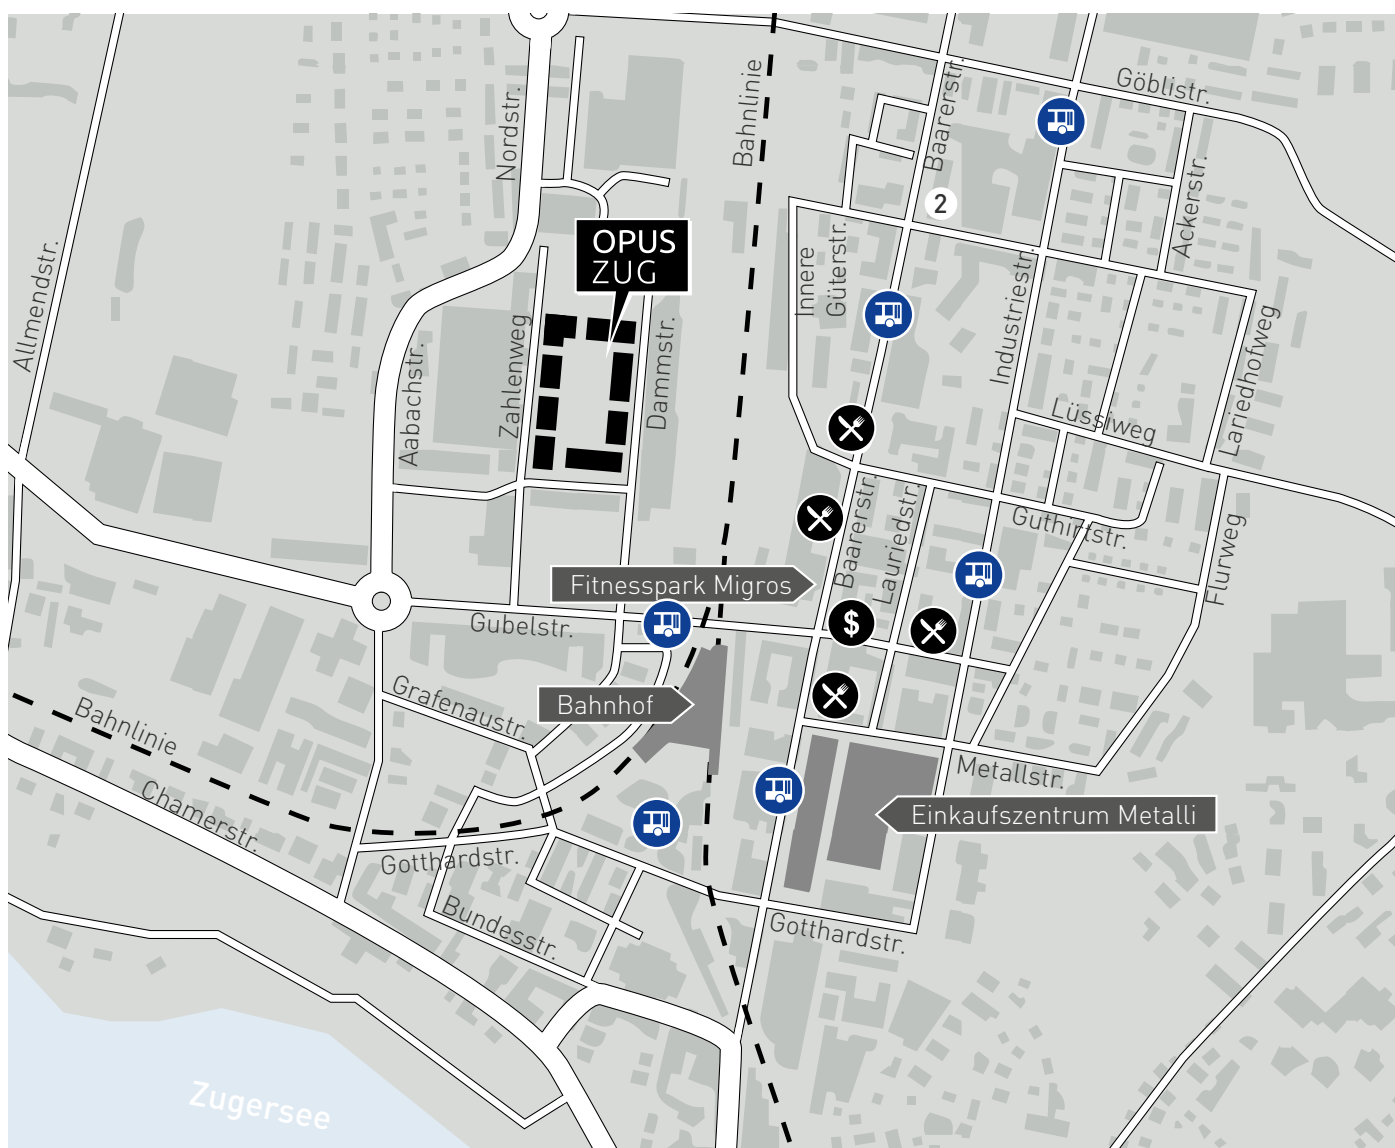 Göblistr.
Bahnlinie
Nordstr.
Baarerstr.
Ackerstr.
2
OPUS
ZUG
Innere
Güterstr.
Allmendstr.
Industriestr.
Lariedhofweg
Aabachstr.
Zahlenweg
Dammstr.
Lüssiweg
Baarerstr.
Lauriedstr.
Guthirtstr.
Flurweg
Fitnesspark Migros
Gubelstr.
$
Grafenaustr.
Bahnhof
Bahnlinie
Metallstr.
Chamerstr.
Einkaufszentrum Metalli
Gotthardstr.
Bundesstr.
Gotthardstr.
Zugersee